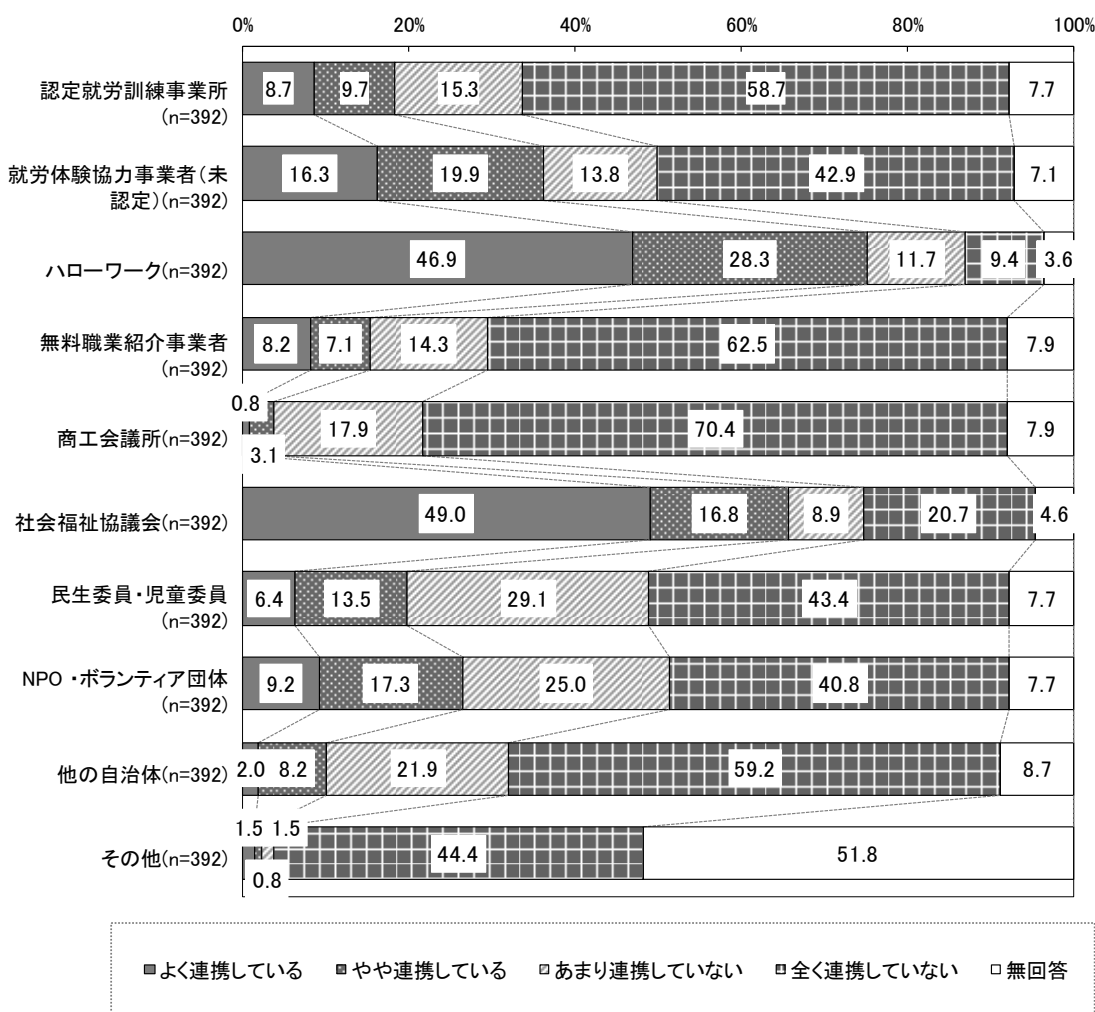 0% 20% 40% 60% 80% 100%
認定就労訓練事業所
(n=392)
8.7 9.7 15.3 58.7 7.7
就労体験協力事業者(未
認定)(n=392)
16.3 19.9 13.8 42.9 7.1
ハローワーク(n=392)
46.9 28.3 11.7 9.4 3.6
無料職業紹介事業者
(n=392)
8.2 7.1 14.3 62.5 7.9
商工会議所(n=392)
0.8 3.1 17.9 70.4 7.9
社会福祉協議会(n=392)
49.0 16.8 8.9 20.7 4.6
民生委員・児童委員
(n=392)
6.4 13.5 29.1 43.4 7.7
NPO・ボランティア団体
(n=392)
9.2 17.3 25.0 40.8 7.7
他の自治体(n=392)
2.0 8.2 21.9 59.2 8.7
その他(n=392)
1.5 0.8 1.5 44.4 51.8
よく連携している やや連携している あまり連携していない 全く連携していない 無回答